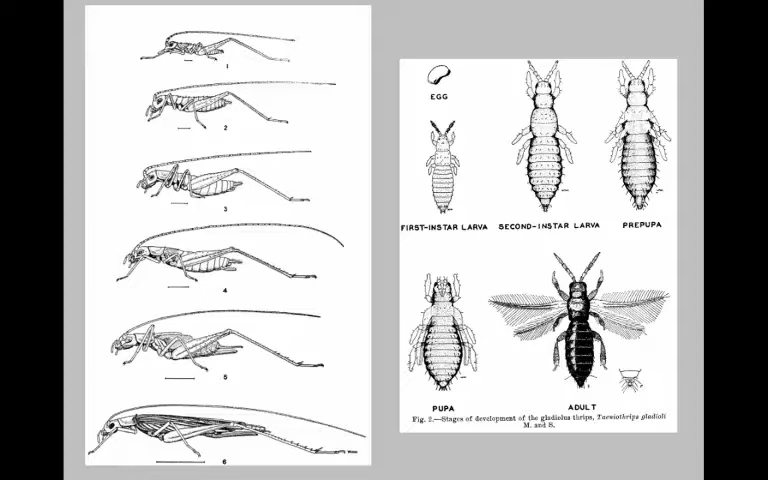 1
2
3
4
5
6
EGG
FIRST-INSTAR LARVA SECOND-INSTAR LARVA PREPUPA
PUPA ADULT
Fig. 2.—Stages of development of the gladiolus thrips, Taeniothrips gladioli
M. and S.